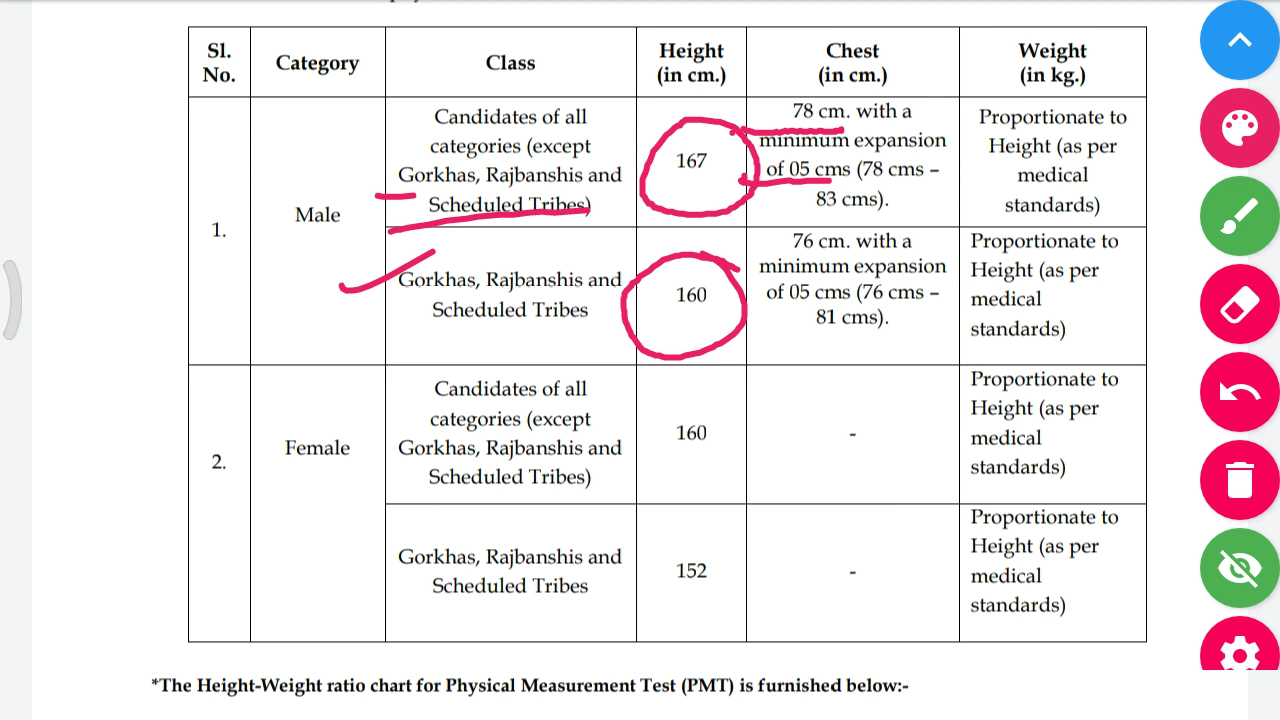 Sl.
No.
Category
Class
Height
(in cm.)
Chest
(in cm.)
Weight
(in kg.)
1.
Male
Candidates of all
categories (except
Gorkhas, Rajbanshis and
Scheduled Tribes)
167
78 cm. with a
minimum expansion
of 05 cms (78 cms –
83 cms).
Proportionate to
Height (as per
medical
standards)
Gorkhas, Rajbanshis and
Scheduled Tribes
160
76 cm. with a
minimum expansion
of 05 cms (76 cms –
81 cms).
Proportionate to
Height (as per
medical
standards)
2.
Female
Candidates of all
categories (except
Gorkhas, Rajbanshis and
Scheduled Tribes)
160
-
Proportionate to
Height (as per
medical
standards)
Gorkhas, Rajbanshis and
Scheduled Tribes
152
-
Proportionate to
Height (as per
medical
standards)
*The Height-Weight ratio chart for Physical Measurement Test (PMT) is furnished below:-